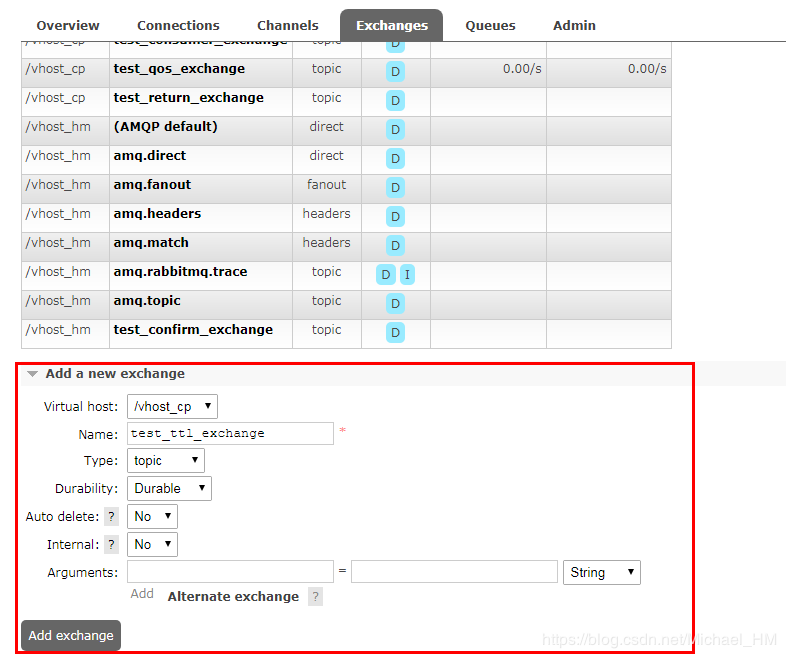 Overview Connections Channels Exchanges Queues Admin
/vhost_cp test_consumer_exchange topic D
/vhost_cp test_qos_exchange topic D 0.00/s 0.00/s
/vhost_cp test_return_exchange topic D
/vhost_hm (AMQP default) direct D
/vhost_hm amq.direct direct D
/vhost_hm amq.fanout fanout D
/vhost_hm amq.headers headers D
/vhost_hm amq.match headers D
/vhost_hm amq.rabbitmq.trace topic D I
/vhost_hm amq.topic topic D
/vhost_hm test_confirm_exchange topic D
Add a new exchange
Virtual host: /vhost_cp
Name: test_ttl_exchange *
Type: topic
Durability: Durable
Auto delete: ? No
Internal: ? No
Arguments: = String
Add Alternate exchange ?
Add exchange
https://blog.csdn.net/Michael_HM